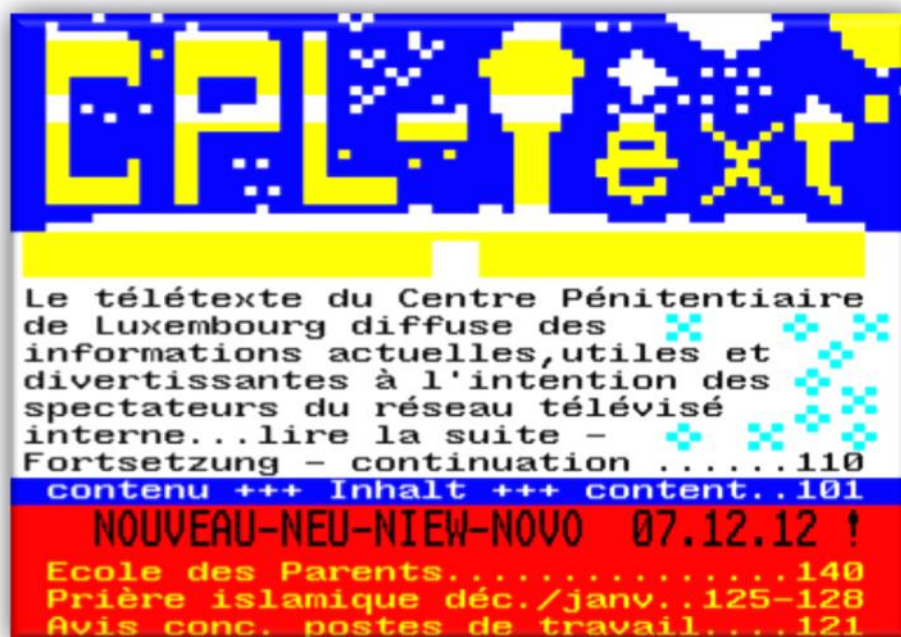 CPL-Text
Le télétexte du Centre Pénitentiaire
de Luxembourg diffuse des
informations actuelles,utiles et
divertissantes à l'intention des
spectateurs du réseau télévisé
interne...lire la suite –
Fortsetzung – continuation ......110
contenu +++ Inhalt +++ content..101
NOUVEAU-NEU-NIEW-NOVO 07.12.12 !
Ecole des Parents...............140
Prière islamique déc./janv..125-128
Avis conc. postes de travail....121